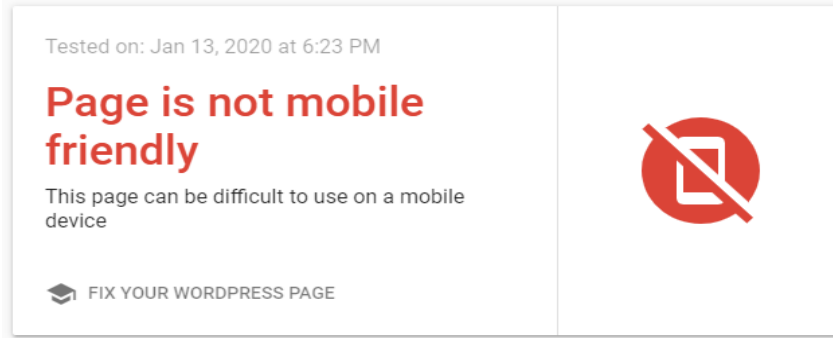 Tested on: Jan 13, 2020 at 6:23 PM
Page is not mobile
friendly
This page can be difficult to use on a mobile
device
FIX YOUR WORDPRESS PAGE